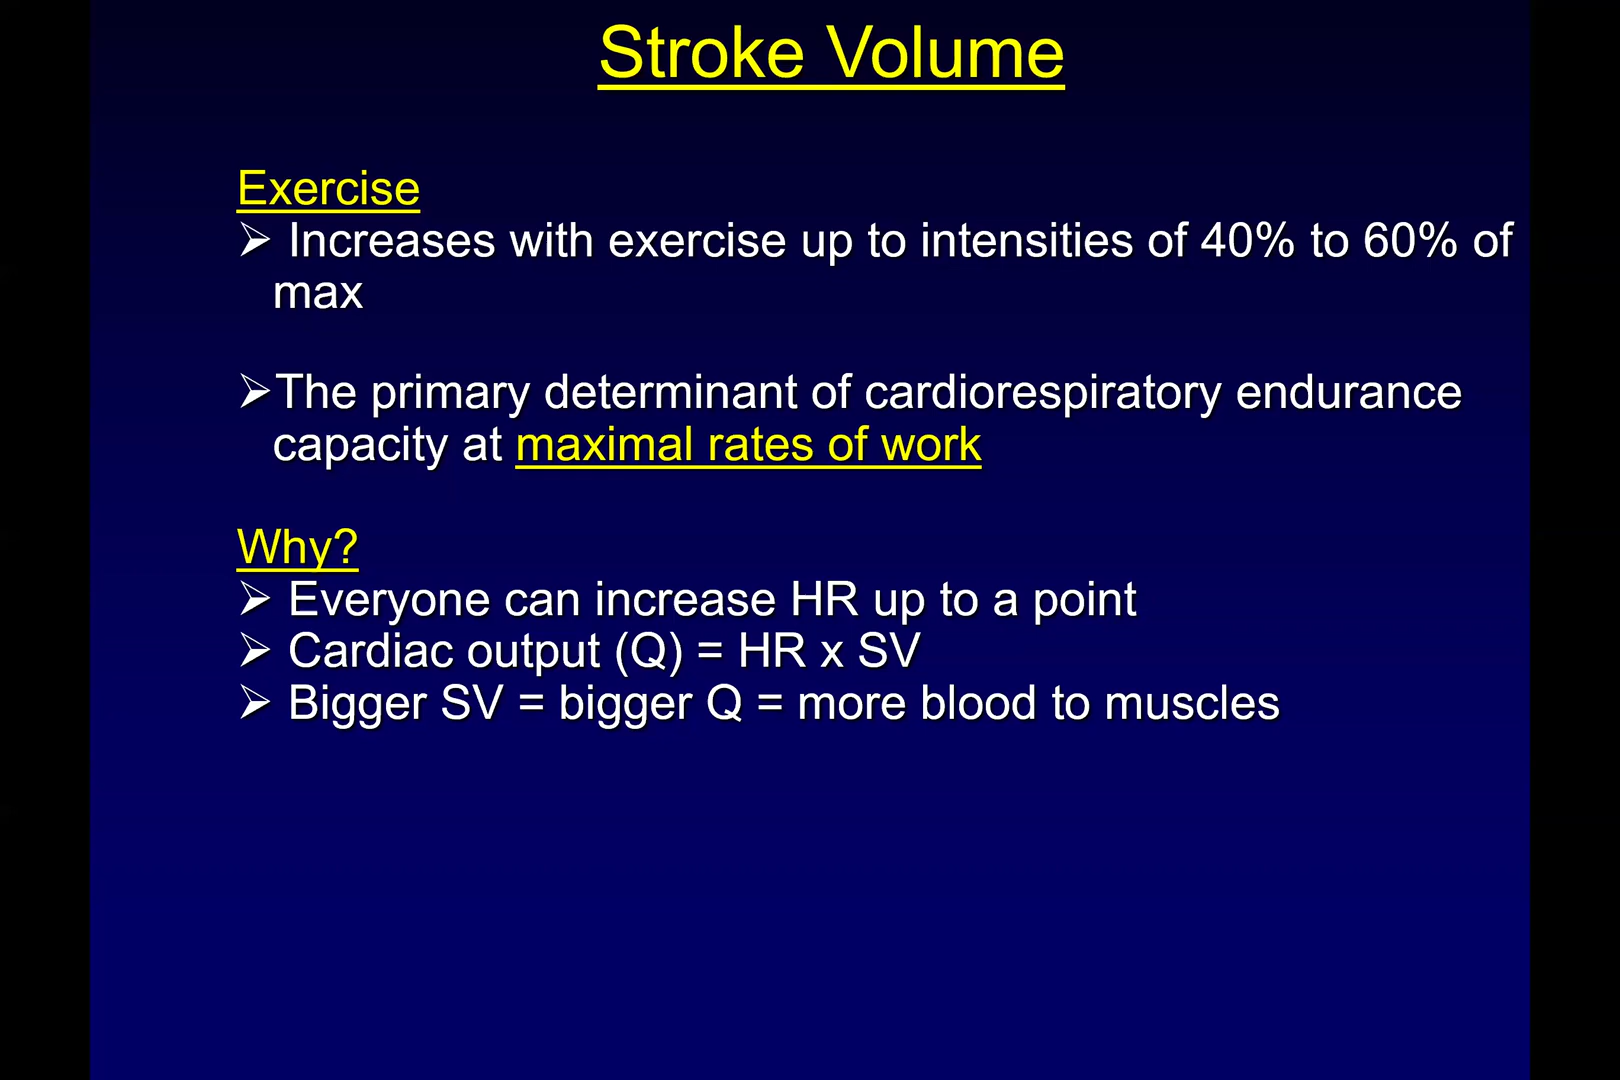 Stroke Volume
Exercise
➢ Increases with exercise up to intensities of 40% to 60% of
max
➢The primary determinant of cardiorespiratory endurance
capacity at maximal rates of work
Why?
➢ Everyone can increase HR up to a point
➢ Cardiac output (Q) = HR x SV
➢ Bigger SV = bigger Q = more blood to muscles